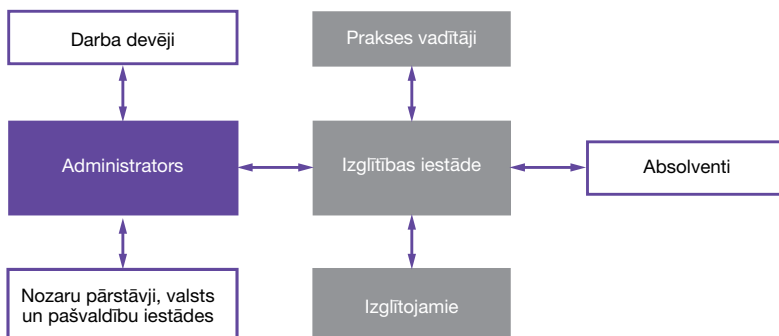 Darba devēji
Prakses vadītāji
Administrators
Izglītības iestāde
Absolventi
Nozaru pārstāvji, valsts
un pašvaldību iestādes
Izglītojamie